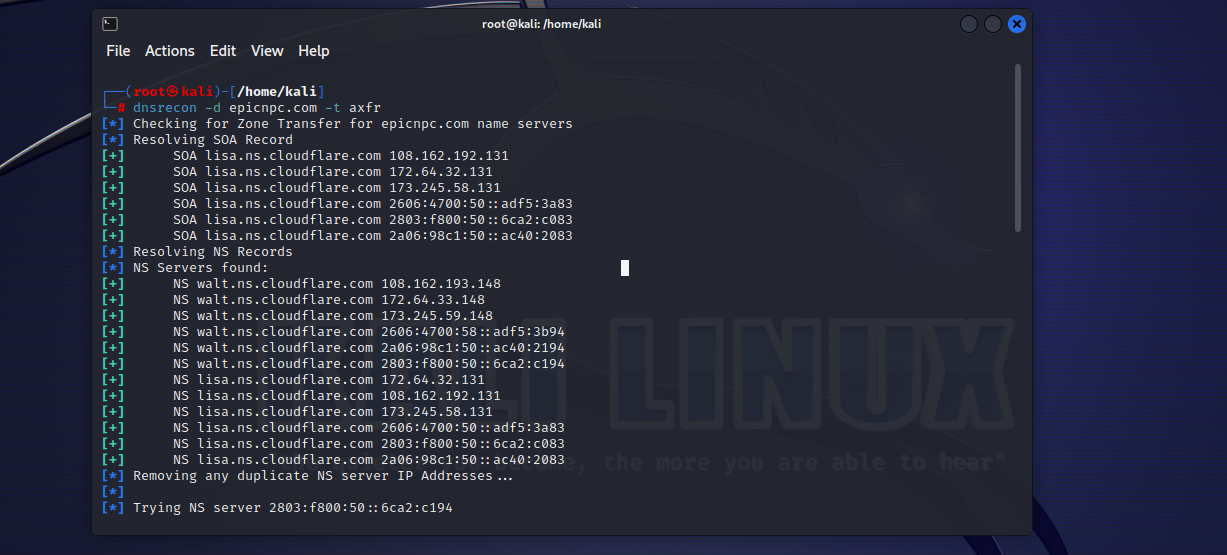 root@kali: /home/kali
File Actions Edit View Help
┌──(root㉿kali)-[/home/kali]
└─# dnsrecon -d epicnpc.com -t axfr
[*] Checking for Zone Transfer for epicnpc.com name servers
[*] Resolving SOA Record
[+] SOA lisa.ns.cloudflare.com 108.162.192.131
[+] SOA lisa.ns.cloudflare.com 172.64.32.131
[+] SOA lisa.ns.cloudflare.com 173.245.58.131
[+] SOA lisa.ns.cloudflare.com 2606:4700:50::adf5:3a83
[+] SOA lisa.ns.cloudflare.com 2803:f800:50::6ca2:c083
[+] SOA lisa.ns.cloudflare.com 2a06:98c1:50::ac40:2083
[*] Resolving NS Records
[*] NS Servers found:
[+] NS walt.ns.cloudflare.com 108.162.193.148
[+] NS walt.ns.cloudflare.com 172.64.33.148
[+] NS walt.ns.cloudflare.com 173.245.59.148
[+] NS walt.ns.cloudflare.com 2606:4700:58::adf5:3b94
[+] NS walt.ns.cloudflare.com 2a06:98c1:50::ac40:2194
[+] NS walt.ns.cloudflare.com 2803:f800:50::6ca2:c194
[+] NS lisa.ns.cloudflare.com 172.64.32.131
[+] NS lisa.ns.cloudflare.com 108.162.192.131
[+] NS lisa.ns.cloudflare.com 173.245.58.131
[+] NS lisa.ns.cloudflare.com 2606:4700:50::adf5:3a83
[+] NS lisa.ns.cloudflare.com 2803:f800:50::6ca2:c083
[+] NS lisa.ns.cloudflare.com 2a06:98c1:50::ac40:2083
[*] Removing any duplicate NS server IP Addresses...
[*]
[*] Trying NS server 2803:f800:50::6ca2:c194
LINUX
, the more you are able to hear"